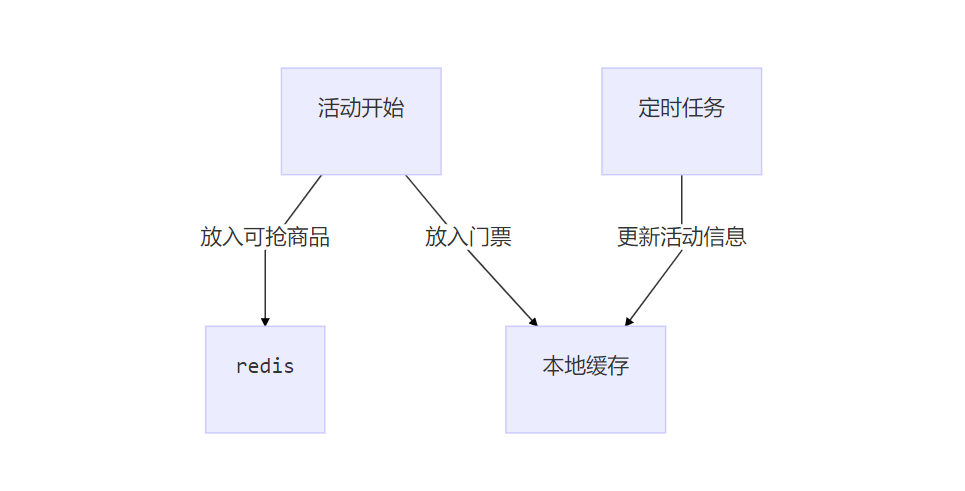 活动开始
定时任务
放入可抢商品
放入门票
更新活动信息
redis
本地缓存